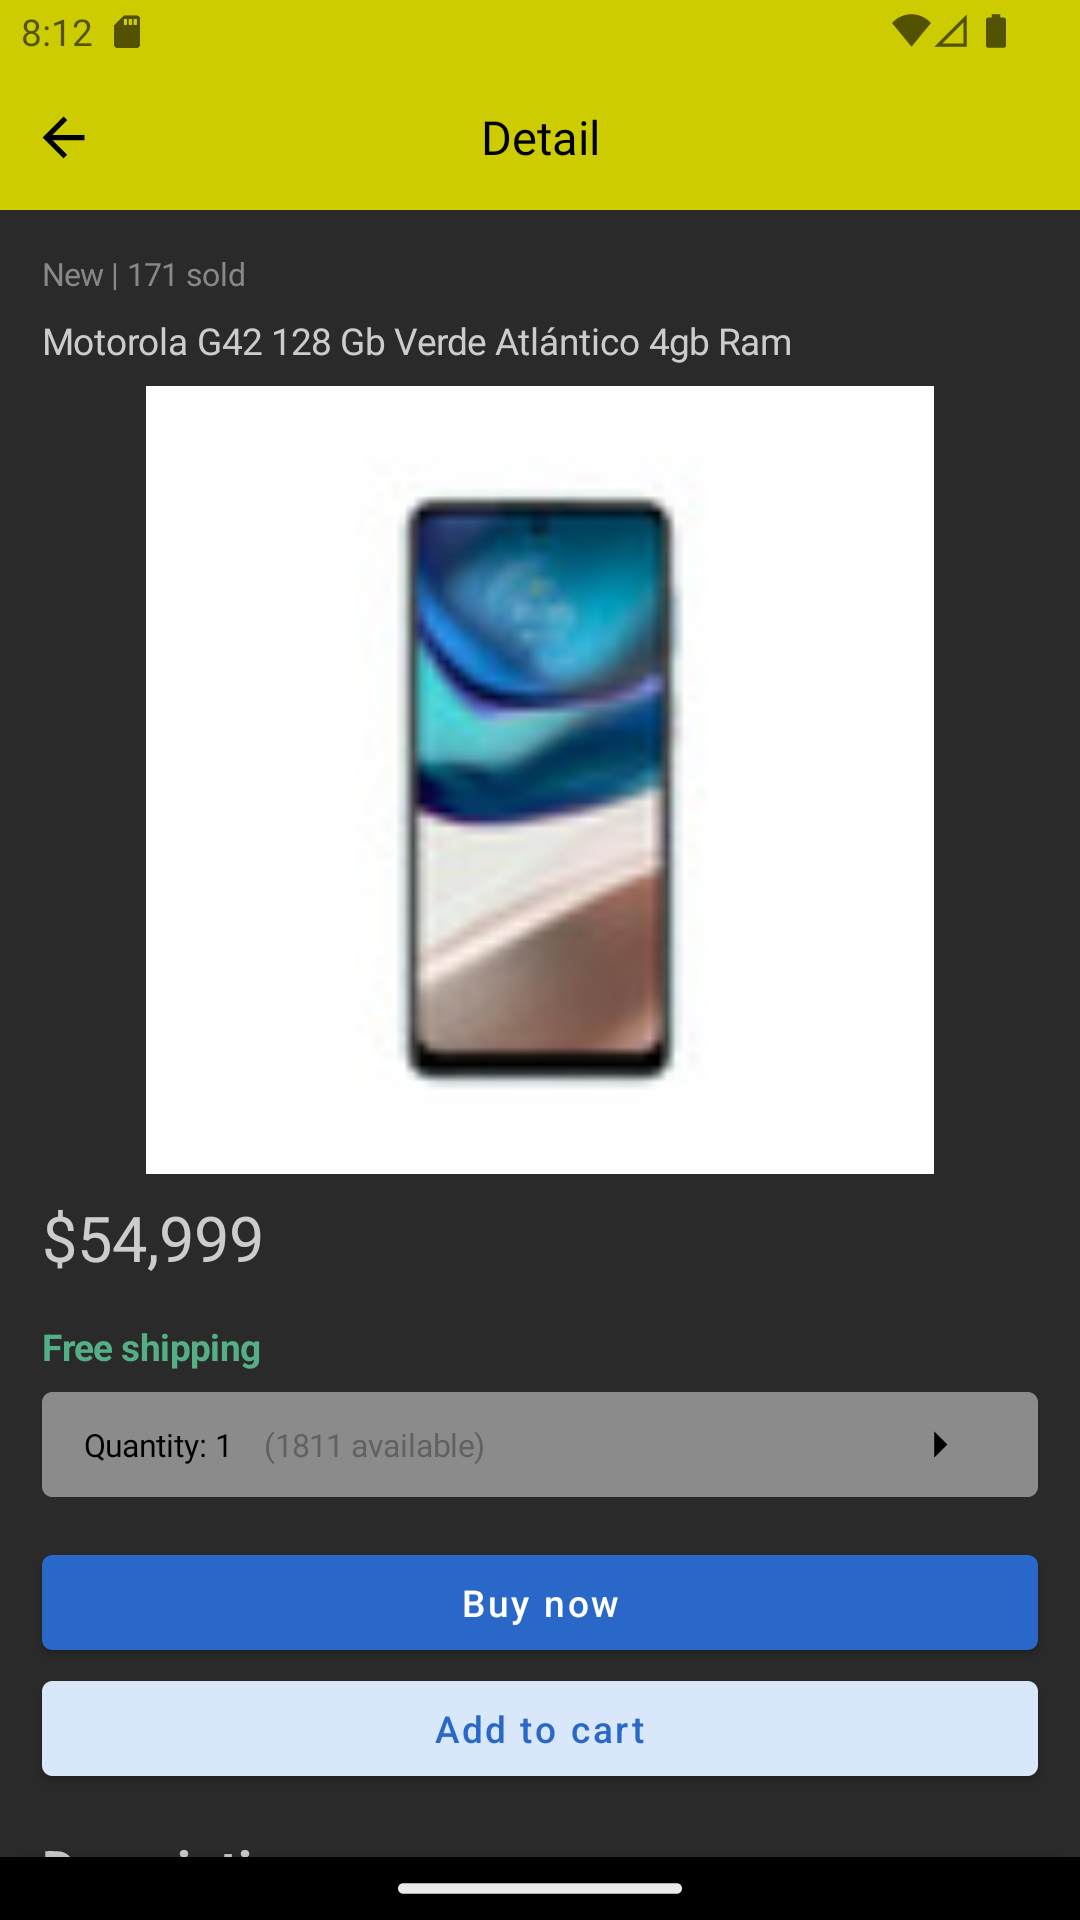 8:12
Detail
New | 171 sold
Motorola G42 128 Gb Verde Atlántico 4gb Ram
$54,999
Free shipping
Quantity: 1 (1811 available)
Buy now
Add to cart